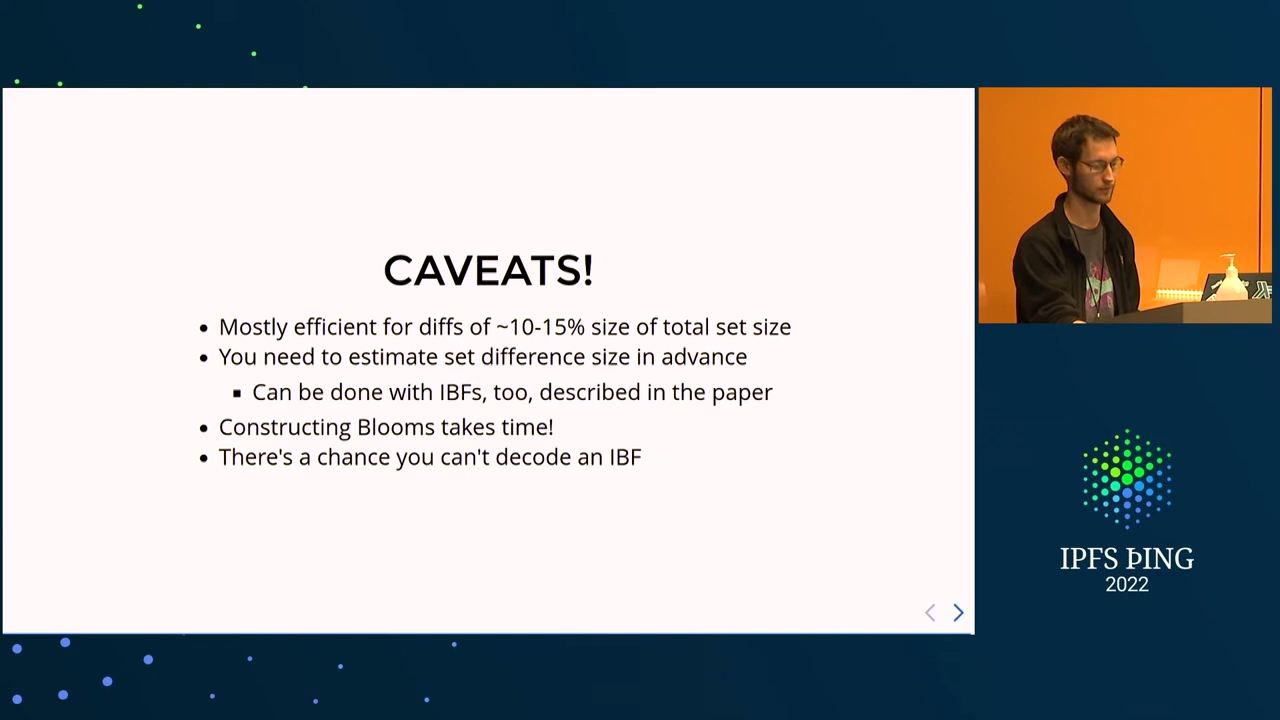 CAVEATS!
Mostly efficient for diffs of ~10-15% size of total set size
You need to estimate set difference size in advance
Can be done with IBFs, too, described in the paper
Constructing Blooms takes time!
There's a chance you can't decode an IBF
IPFS ÞING
2022